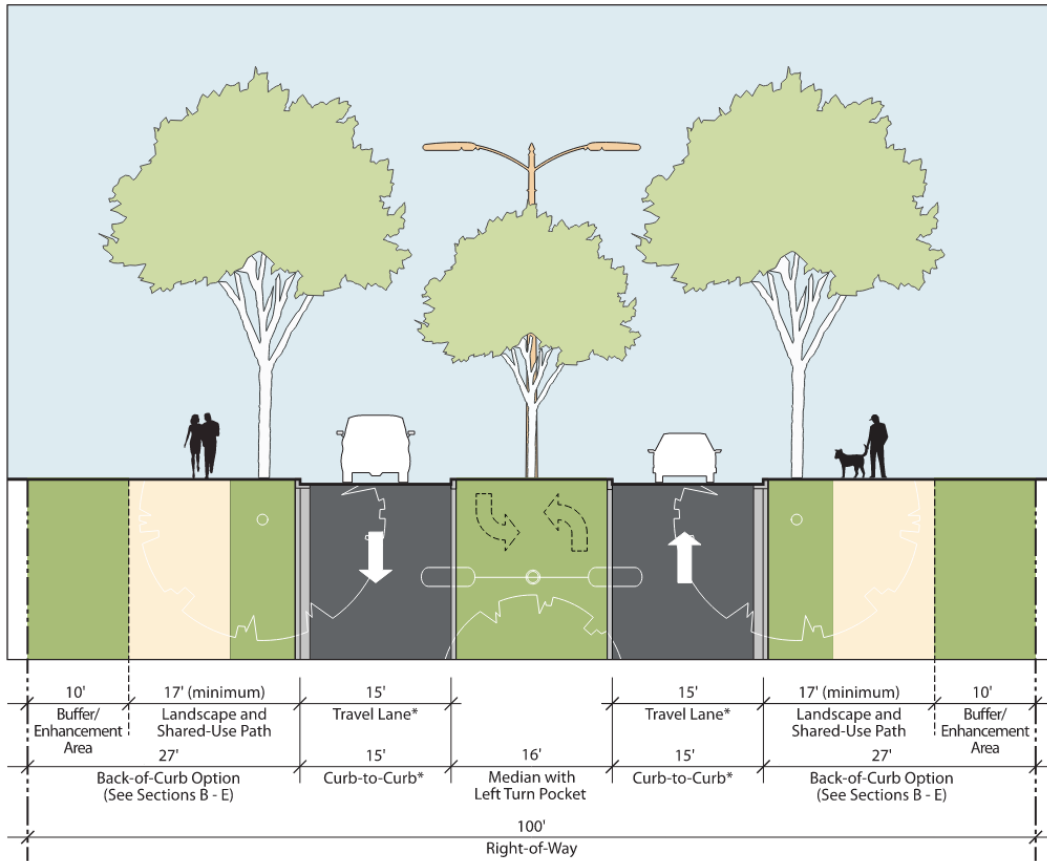 10'
17' (minimum)
15'
15'
17' (minimum)
10'
Buffer/
Enhancement
Area
Landscape and
Shared-Use Path
Travel Lane*
Travel Lane*
Landscape and
Shared-Use Path
Buffer/
Enhancement
Area
27'
15'
16'
15'
27'
Back-of-Curb Option
(See Sections B - E)
Curb-to-Curb*
Median with
Left Turn Pocket
Curb-to-Curb*
Back-of-Curb Option
(See Sections B - E)
100'
Right-of-Way